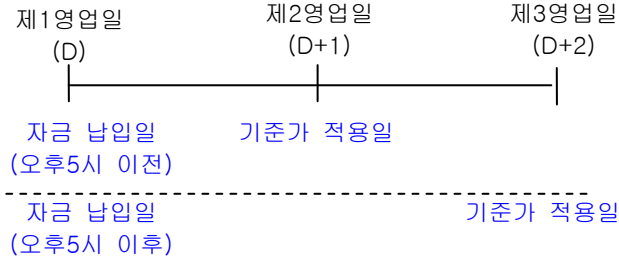 제1영업일 제2영업일 제3영업일
(D) (D+1) (D+2)
자금 납입일 기준가 적용일
(오후5시 이전)
자금 납입일 기준가 적용일
(오후5시 이후)